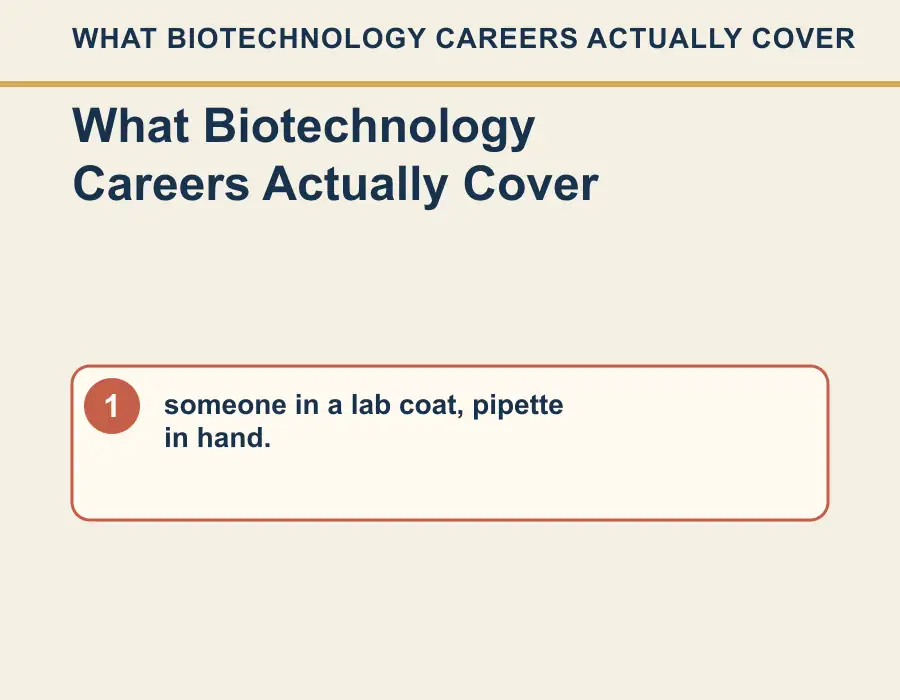 WHAT BIOTECHNOLOGY CAREERS ACTUALLY COVER
What Biotechnology
Careers Actually Cover
1
someone in a lab coat, pipette
in hand.